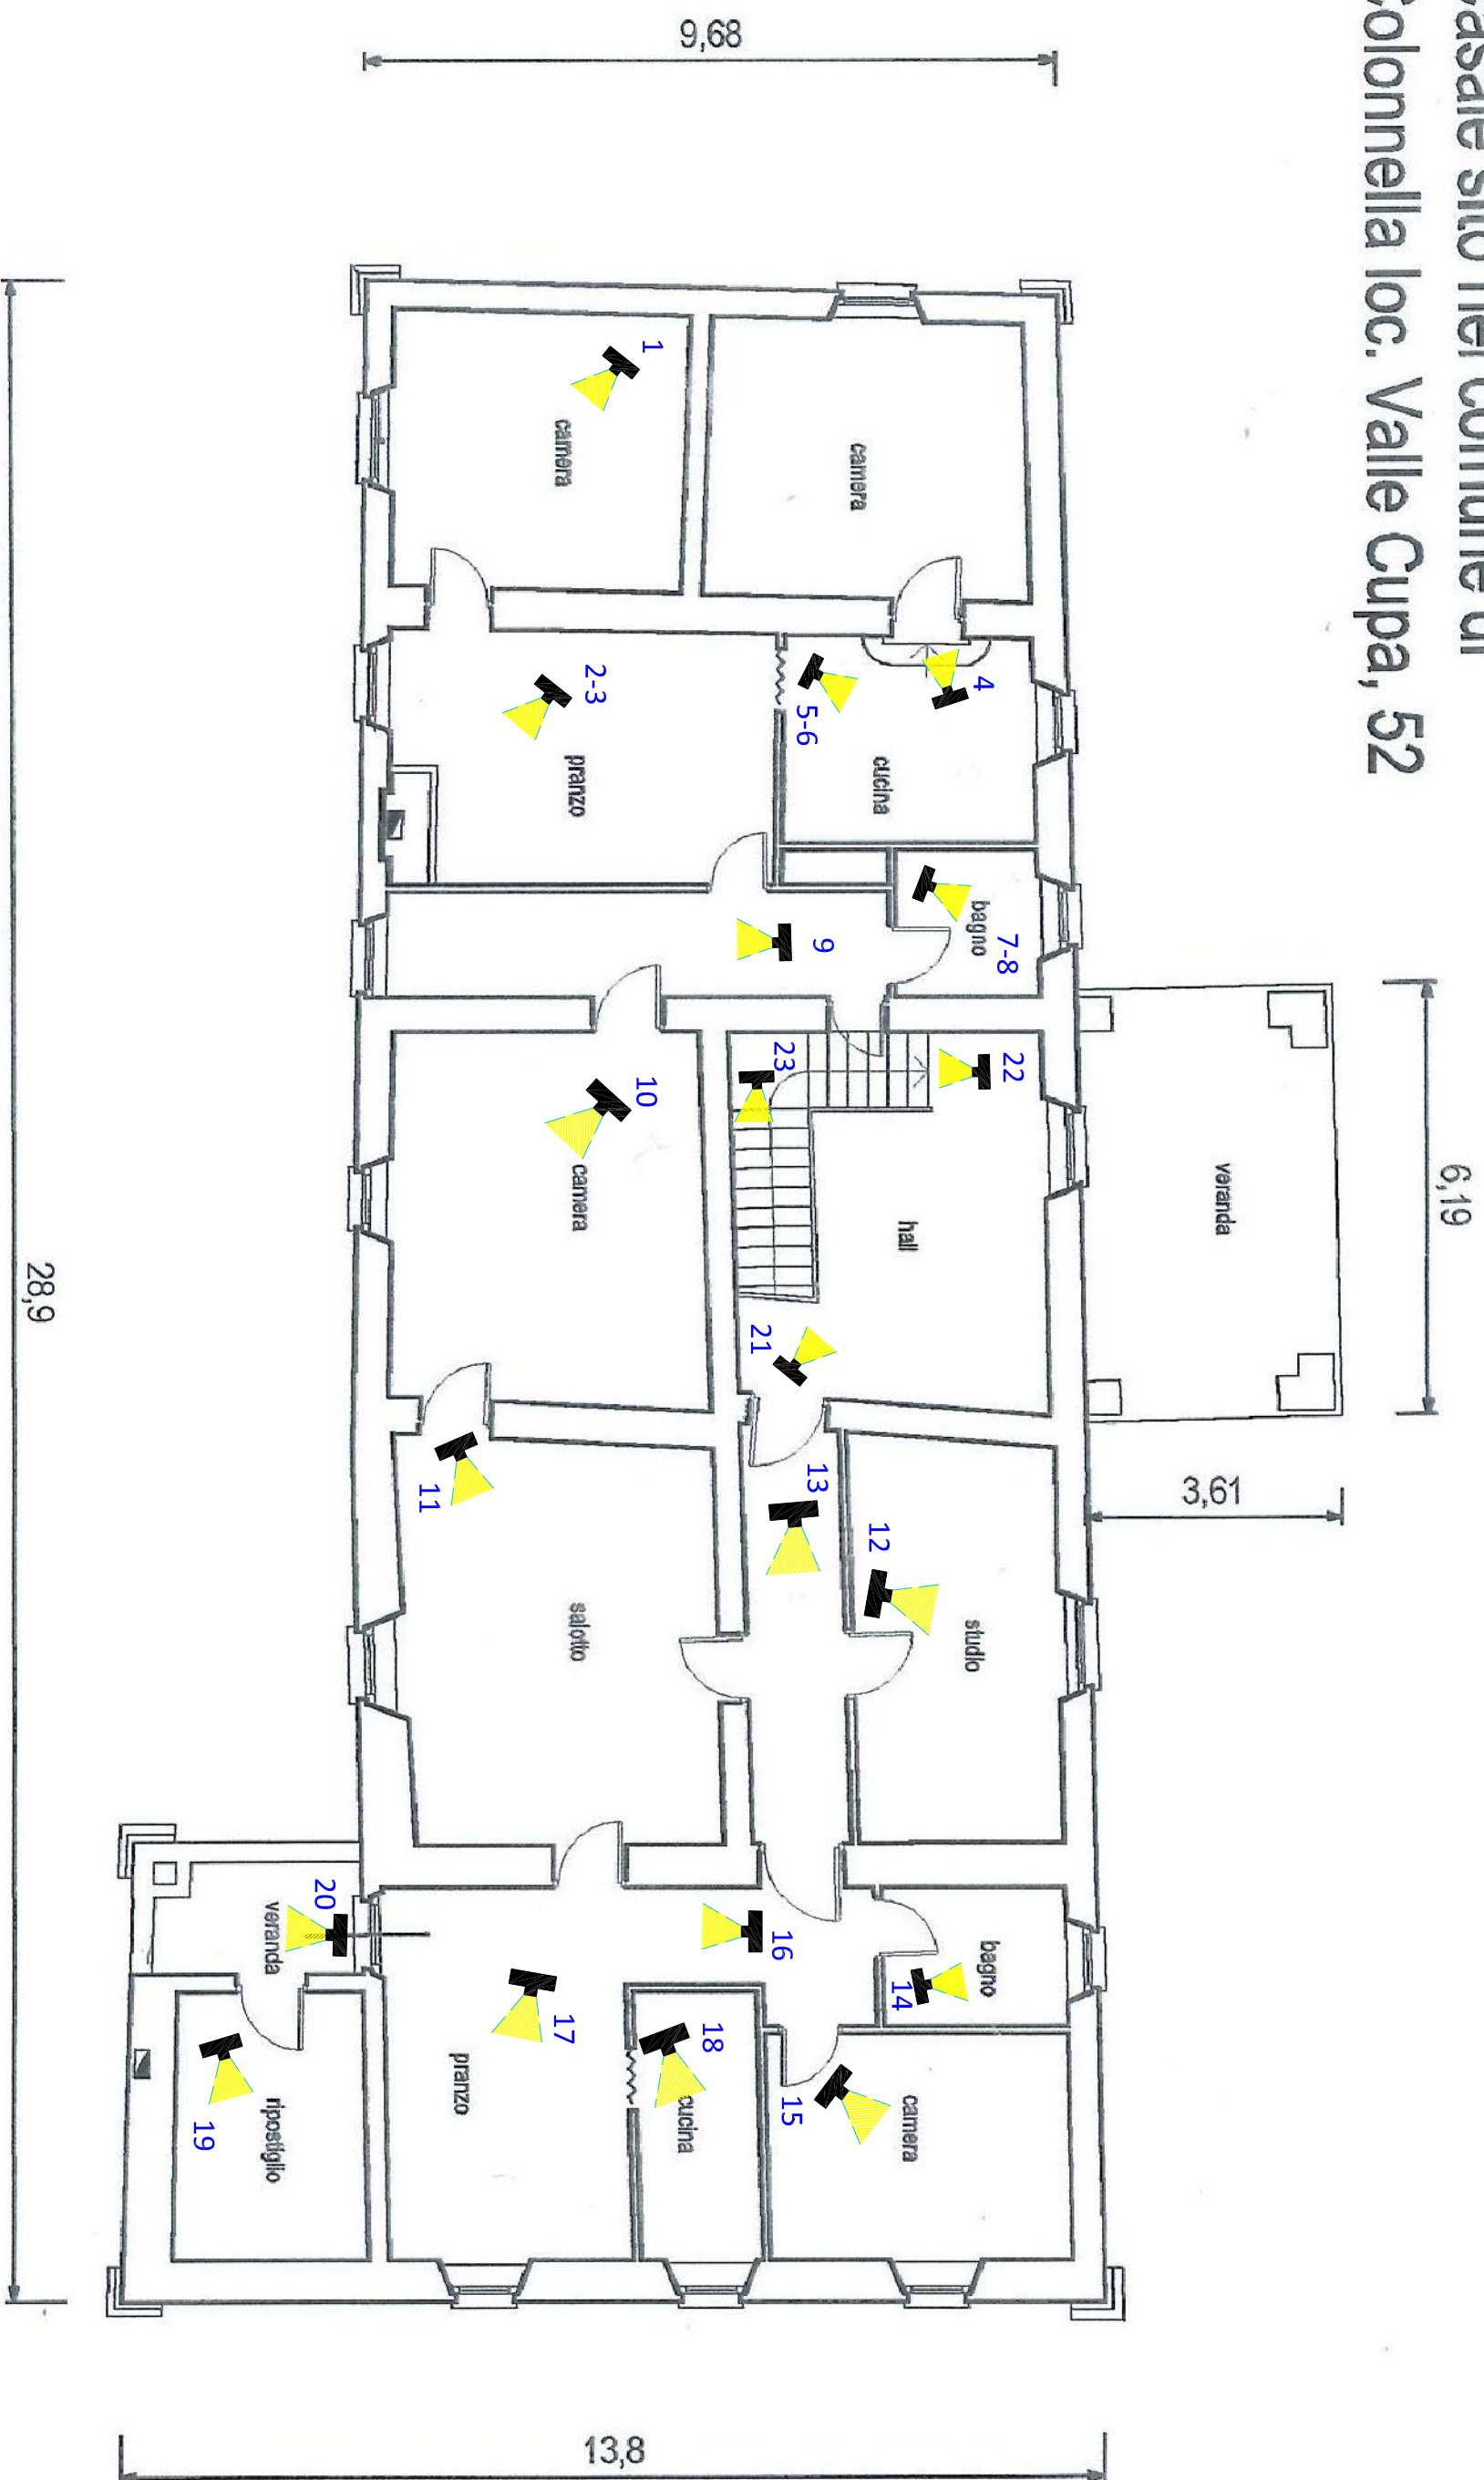 Casale sito nel comune di
Colonnella loc. Valle Cupa, 52
6,19
veranda
3,61
camera
4
cucina
5-6
7-8
bagno
22
hall
23
21
studio
12
13
bagno
14
camera
15
9,68
1
camera
2-3
pranzo
9
10
camera
salotto
11
16
18
cucina
17
pranzo
20
veranda
ripostiglio
19
13,8
28,9